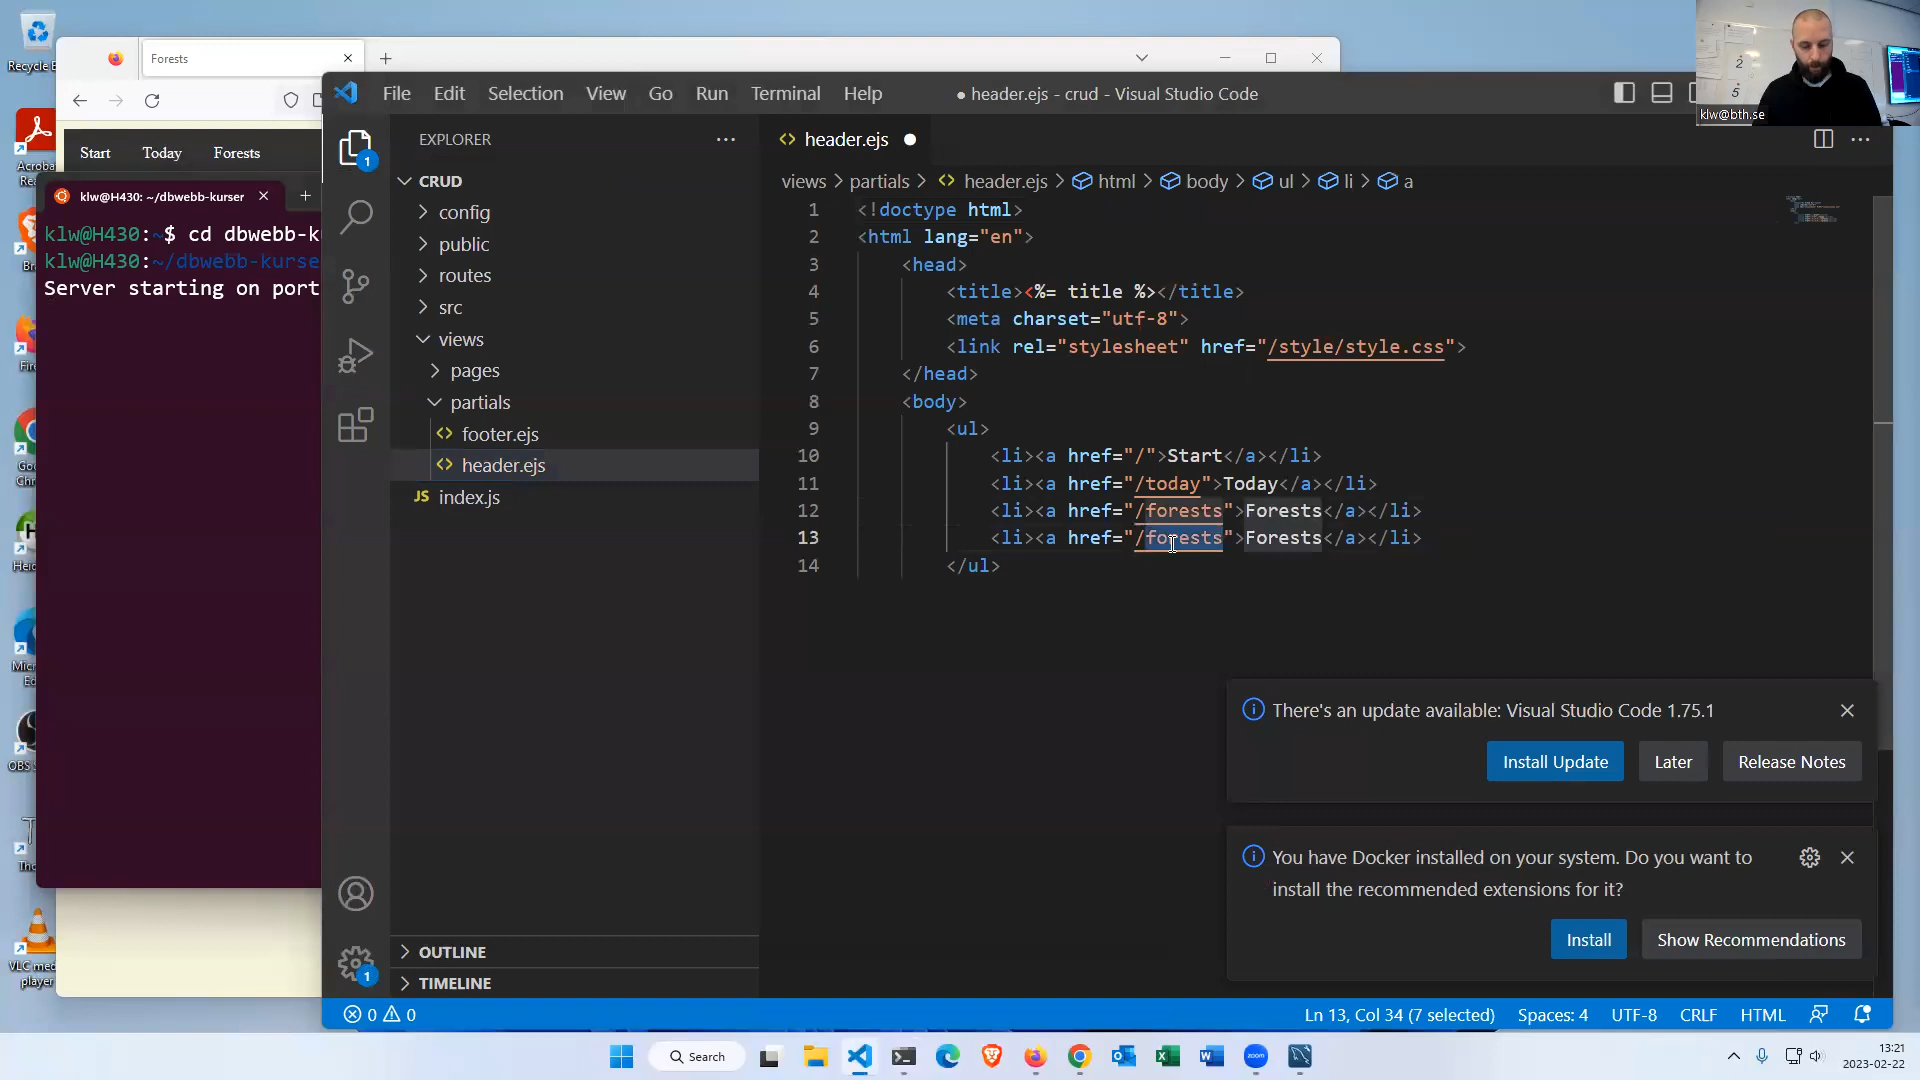 Recycle
Forests
Start Today Forests
klw@H430: ~/dbwebb-kurser
klw@H430:~$ cd dbwebb-k
klw@H430:~/dbwebb-kurse
Server starting on port
File Edit Selection View Go Run Terminal Help
● header.ejs - crud - Visual Studio Code
klw@bth.se
2
5
EXPLORER
1
CRUD
config
public
routes
src
views
pages
partials
footer.ejs
header.ejs
JS index.js
OUTLINE
TIMELINE
1
header.ejs
views > partials > header.ejs > html > body > ul > li > a
1 <!doctype html>
2 <html lang="en">
3 <head>
4 <title><%= title %></title>
5 <meta charset="utf-8">
6 <link rel="stylesheet" href="/style/style.css">
7 </head>
8 <body>
9 <ul>
10 <li><a href="/">Start</a></li>
11 <li><a href="/today">Today</a></li>
12 <li><a href="/forests">Forests</a></li>
13 <li><a href="/forests">Forests</a></li>
14 </ul>
There's an update available: Visual Studio Code 1.75.1
Install Update Later Release Notes
You have Docker installed on your system. Do you want to
install the recommended extensions for it?
Install Show Recommendations
0 0
Ln 13, Col 34 (7 selected) Spaces: 4 UTF-8 CRLF HTML
VLC med
player
Search
13:21
2023-02-22